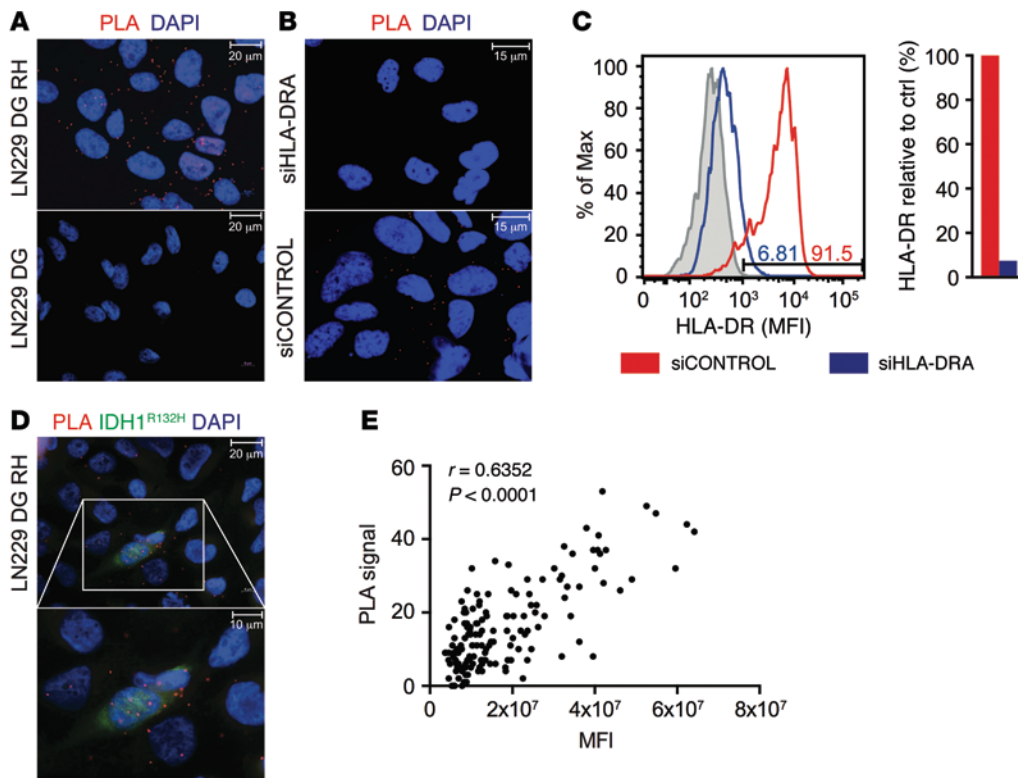 A
PLA DAPI
LN229 DG RH
20 μm
LN229 DG
20 μm
B
PLA DAPI
siHLA-DRA
15 μm
siCONTROL
15 μm
C
% of Max
100
80
60
40
20
0
6.81 91.5
0 10² 10³ 10⁴ 10⁵
HLA-DR (MFI)
HLA-DR relative to ctrl (%)
100
80
60
40
20
0
siCONTROL siHLA-DRA
D
PLA IDH1ᴿ¹³²ᴴ DAPI
LN229 DG RH
20 μm
10 μm
E
r = 0.6352
P < 0.0001
PLA signal
60
40
20
0
0 2x10⁷ 4x10⁷ 6x10⁷ 8x10⁷
MFI